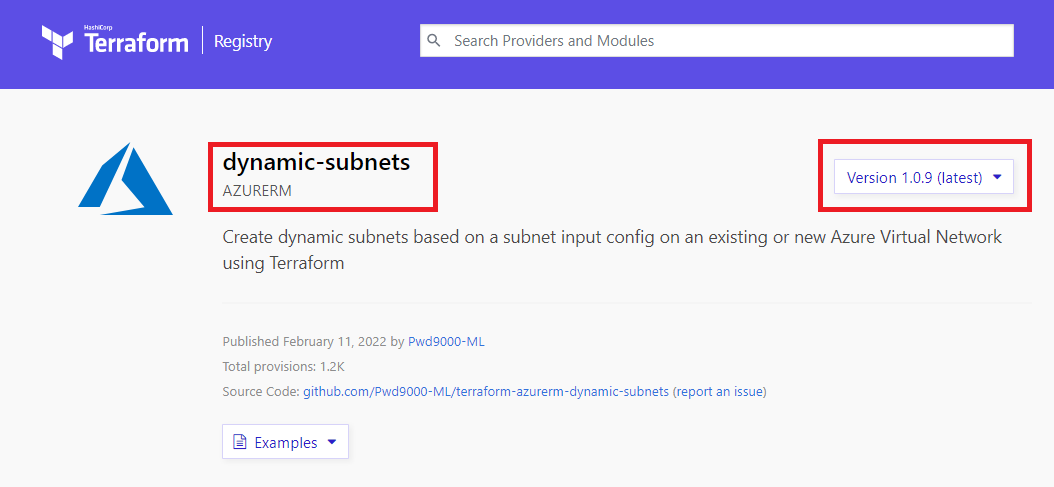 HashiCorp
Terraform
Registry
Search Providers and Modules
dynamic-subnets
AZURERM
Version 1.0.9 (latest)
Create dynamic subnets based on a subnet input config on an existing or new Azure Virtual Network
using Terraform
Published February 11, 2022 by Pwd9000-ML
Total provisions: 1.2K
Source Code: github.com/Pwd9000-ML/terraform-azurerm-dynamic-subnets (report an issue)
Examples